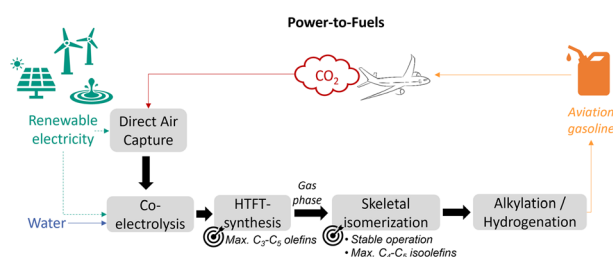 Power-to-Fuels
CO2
Renewable
electricity
Direct Air
Capture
Aviation
gasoline
Water
Co-
electrolysis
HTFT-
synthesis
Gas
phase
Skeletal
isomerization
Alkylation /
Hydrogenation
Max. C3-C5 olefins
• Stable operation
• Max. C4-C5 isoolefins